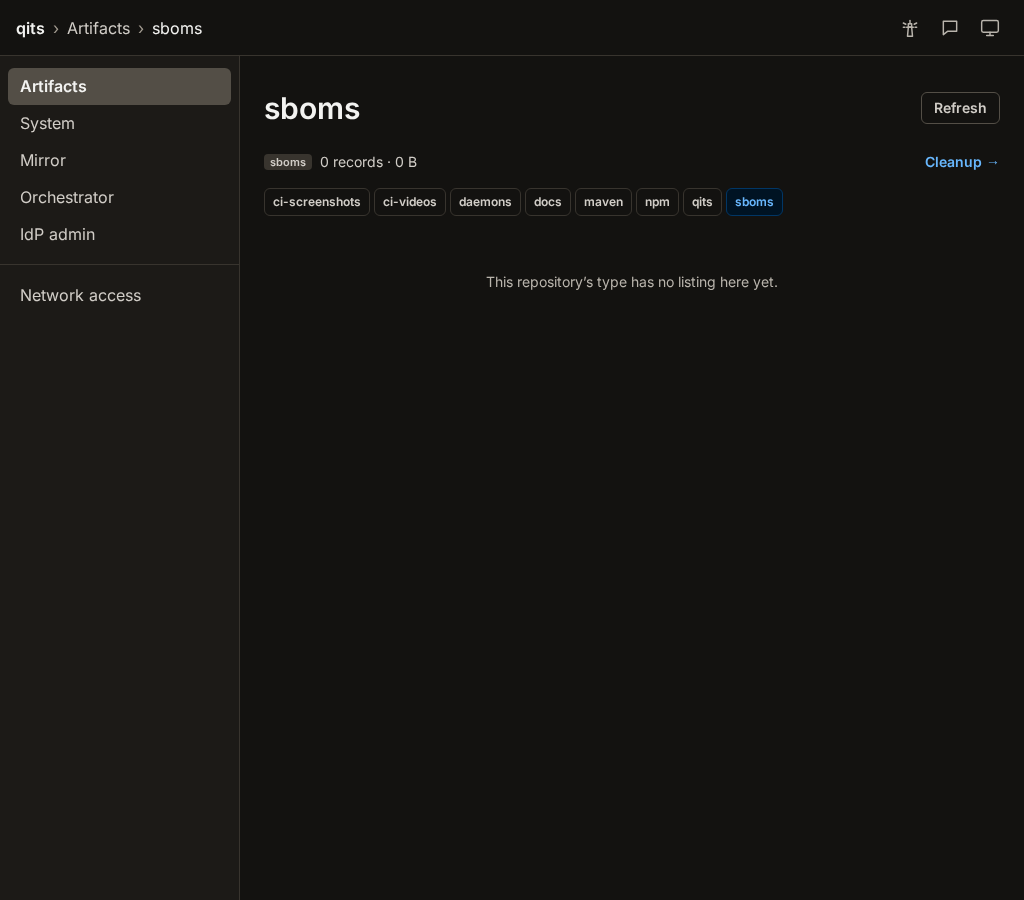 qits › Artifacts › sboms
Artifacts
System
Mirror
Orchestrator
IdP admin
Network access
sboms
Refresh
sboms 0 records · 0 B
Cleanup →
ci-screenshots ci-videos daemons docs maven npm qits sboms
This repository’s type has no listing here yet.